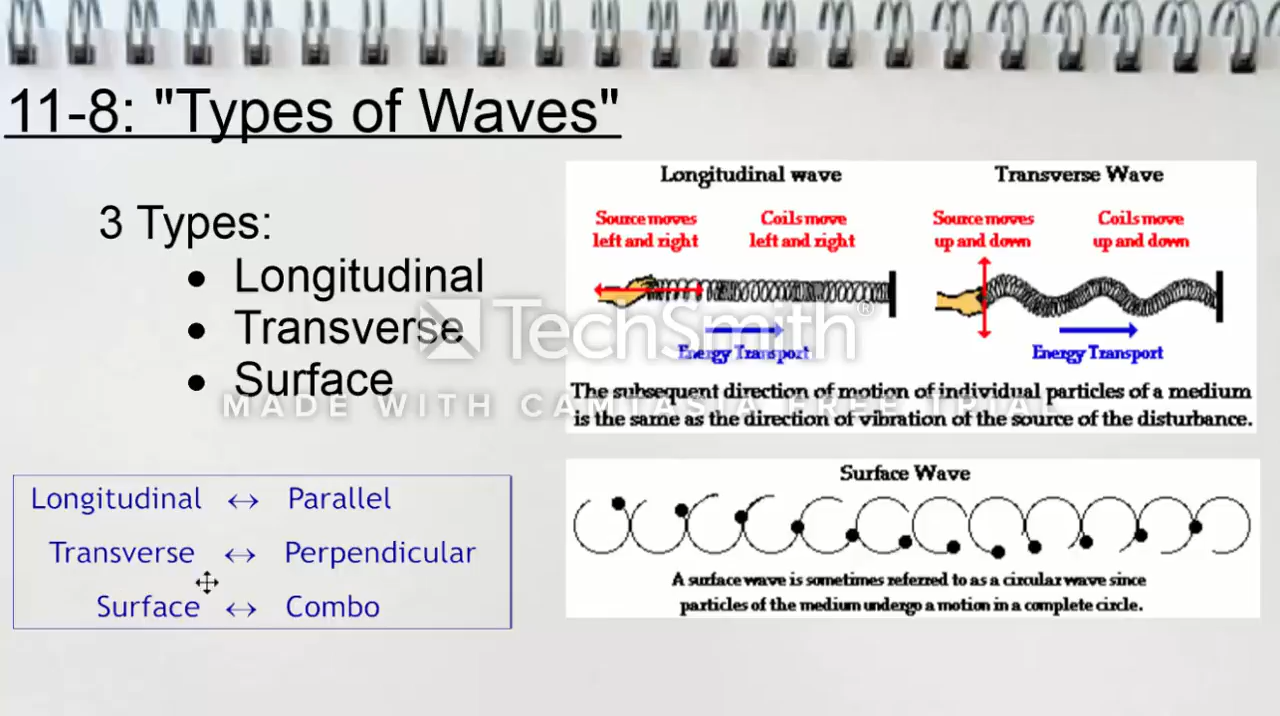 11-8: "Types of Waves"
3 Types:
• Longitudinal
• Transverse
• Surface
Longitudinal ↔ Parallel
Transverse ↔ Perpendicular
Surface ↔ Combo
Longitudinal wave
Source moves
left and right
Coils move
left and right
Energy Transport
Transverse Wave
Source moves
up and down
Coils move
up and down
Energy Transport
The subsequent direction of motion of individual particles of a medium
is the same as the direction of vibration of the source of the disturbance.
Surface Wave
A surface wave is sometimes referred to as a circular wave since
particles of the medium undergo a motion in a complete circle.
TechSmith®
MADE WITH CAMTASIA FREE TRIAL